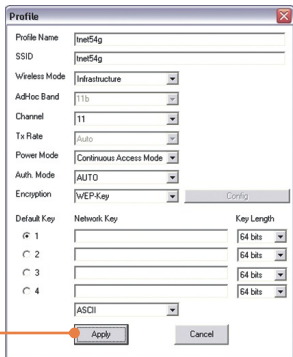 Profile
Profile Name tnet54g
SSID tnet54g
Wireless Mode Infrastructure
AdHoc Band 11b
Channel 11
Tx Rate Auto
Power Mode Continuous Access Mode
Auth. Mode AUTO
Encryption WEP-Key Config
Default Key Network Key Key Length
1 64 bits
2 64 bits
3 64 bits
4 64 bits
ASCII
Apply Cancel